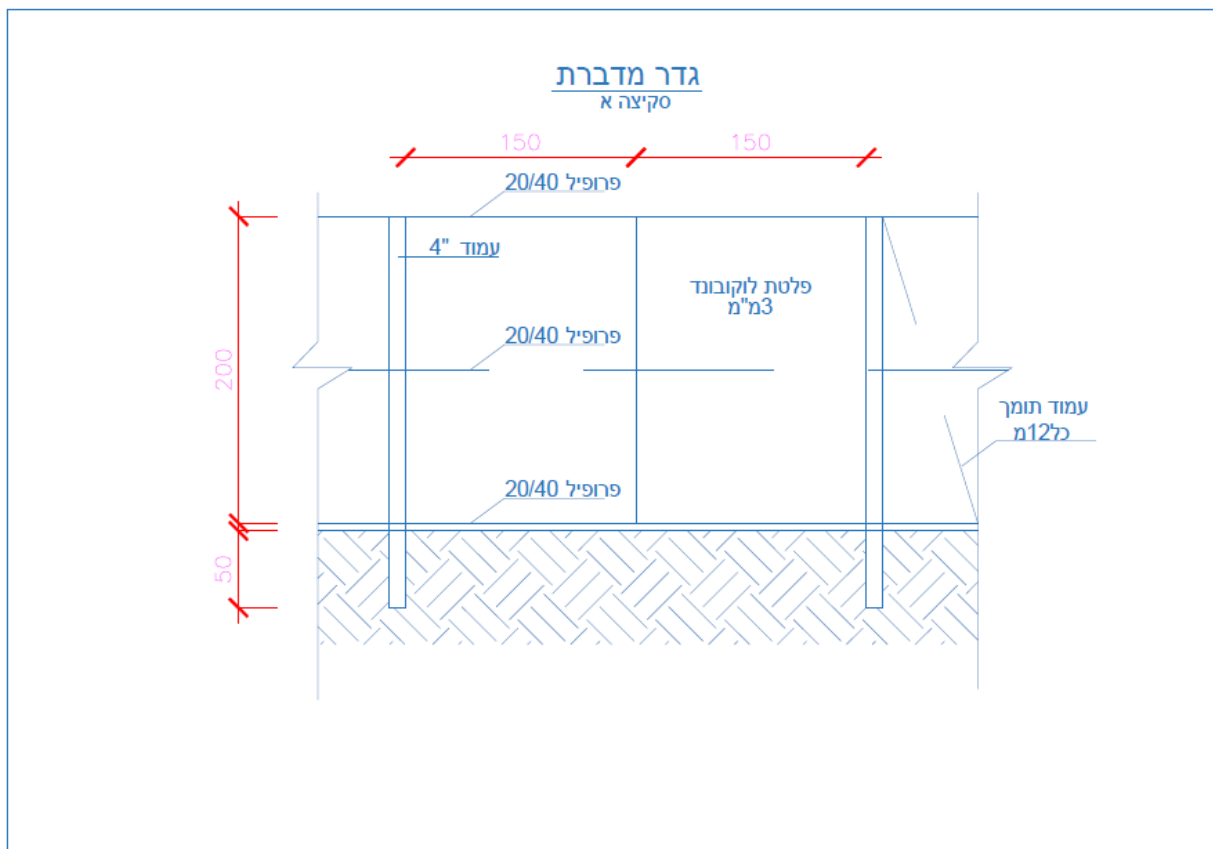 גדר מדברת
סקיצה א
150
150
פרופיל 20/40
עמוד 4"
פלטת לוקובונד
3מ"מ
פרופיל 20/40
200
עמוד תומך
כל12מ
פרופיל 20/40
50